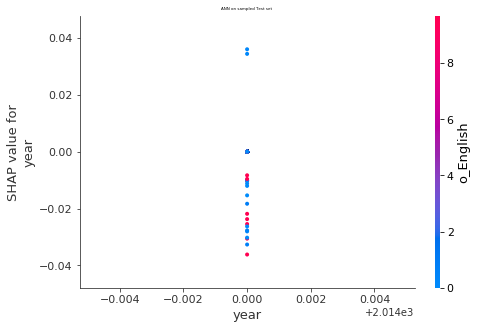 ANN on sampled Test set
0.04
0.02
0.00
−0.02
−0.04
SHAP value for
year
−0.004
−0.002
0.000
0.002
0.004
+2.014e3
year
8
6
4
2
0
o_English